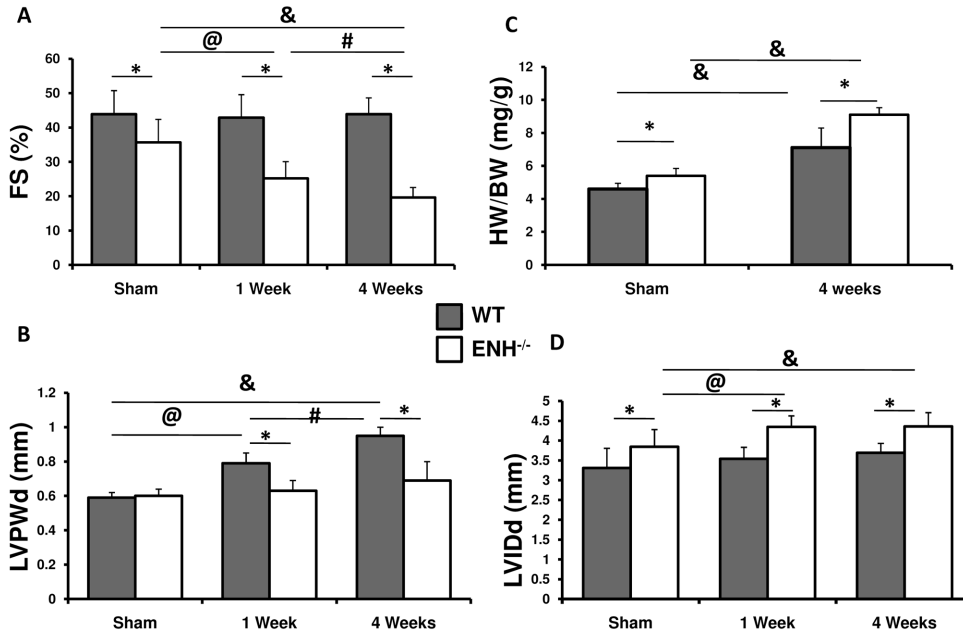 A
&
@ #
* * *
FS (%)
60
50
40
30
20
10
0
Sham 1 Week 4 Weeks
C
&
&
*
*
HW/BW (mg/g)
12
10
8
6
4
2
0
Sham 4 weeks
WT
ENH-/-
B
&
@ # *
*
LVPWd (mm)
1.2
1
0.8
0.6
0.4
0.2
0
Sham 1 Week 4 Weeks
D
&
@
* * *
LVIDd (mm)
5
4.5
4
3.5
3
2.5
2
1.5
1
0.5
0
Sham 1 Week 4 Weeks